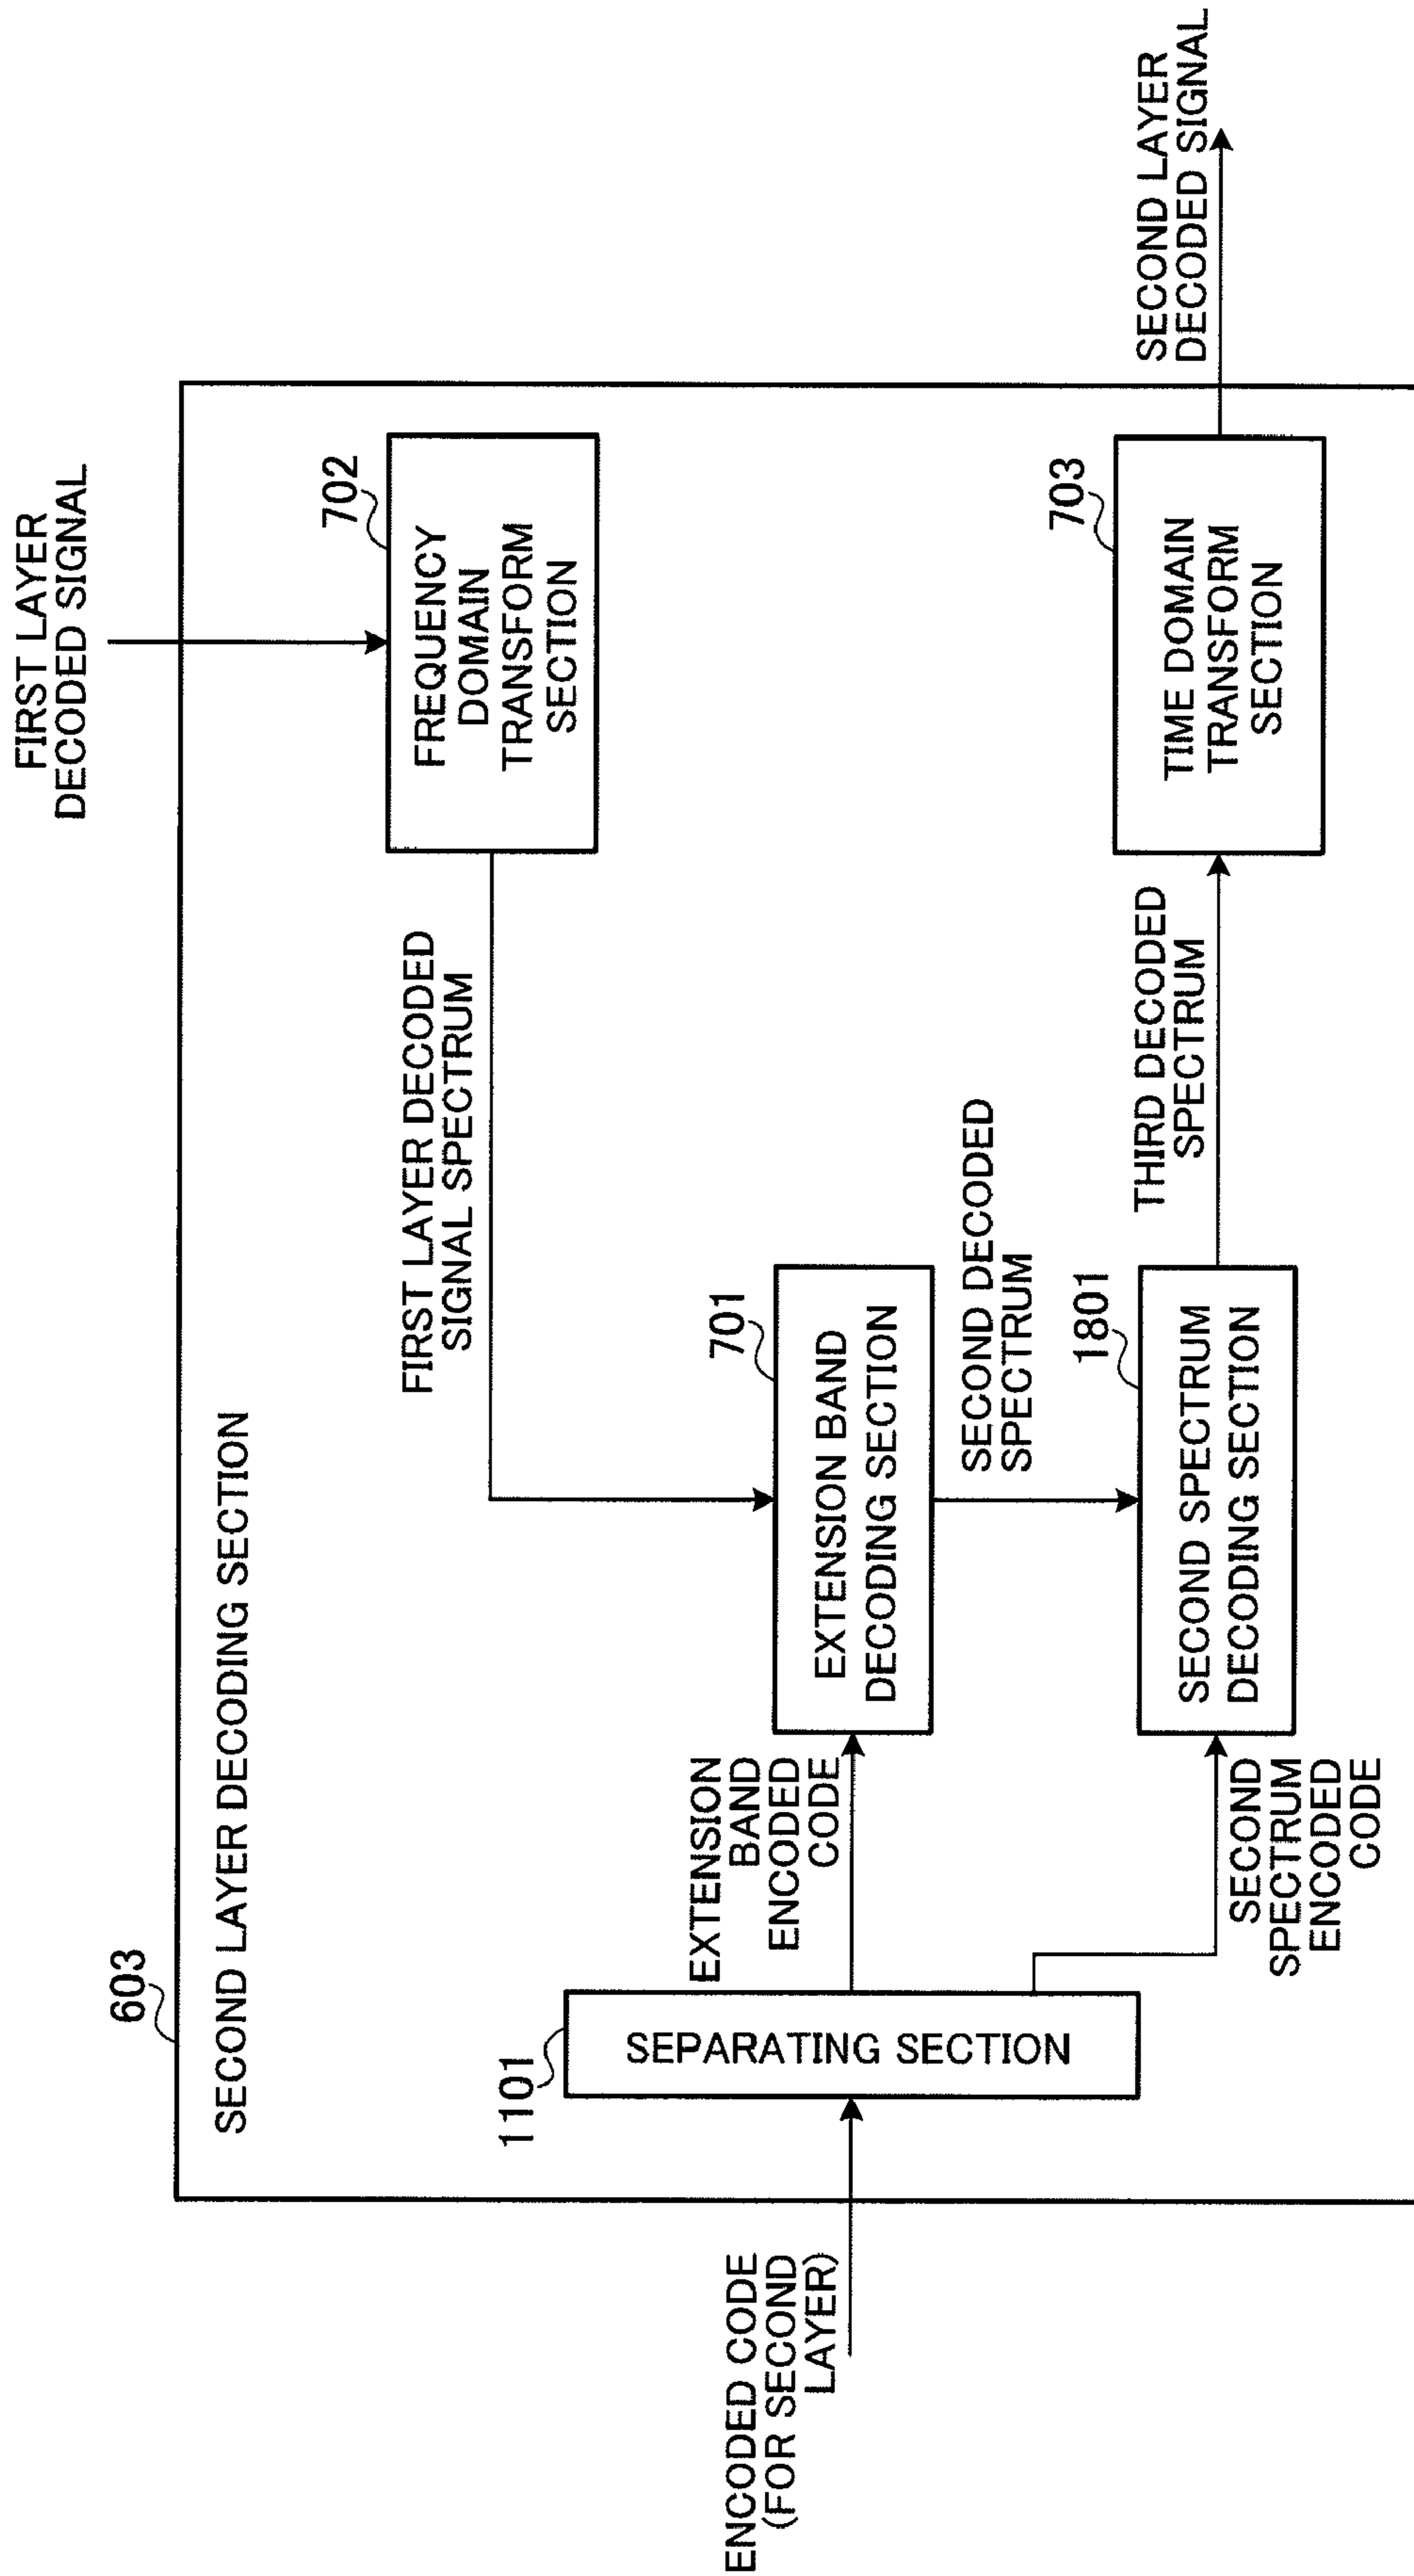 603
SECOND LAYER DECODING SECTION
FIRST LAYER
DECODED SIGNAL
702
FREQUENCY
DOMAIN
TRANSFORM
SECTION
FIRST LAYER DECODED
SIGNAL SPECTRUM
ENCODED CODE
(FOR SECOND
LAYER)
1101
SEPARATING SECTION
EXTENSION
BAND
ENCODED
CODE
701
EXTENSION BAND
DECODING SECTION
SECOND DECODED
SPECTRUM
SECOND
SPECTRUM
ENCODED
CODE
1801
SECOND SPECTRUM
DECODING SECTION
THIRD DECODED
SPECTRUM
703
TIME DOMAIN
TRANSFORM
SECTION
SECOND LAYER
DECODED SIGNAL